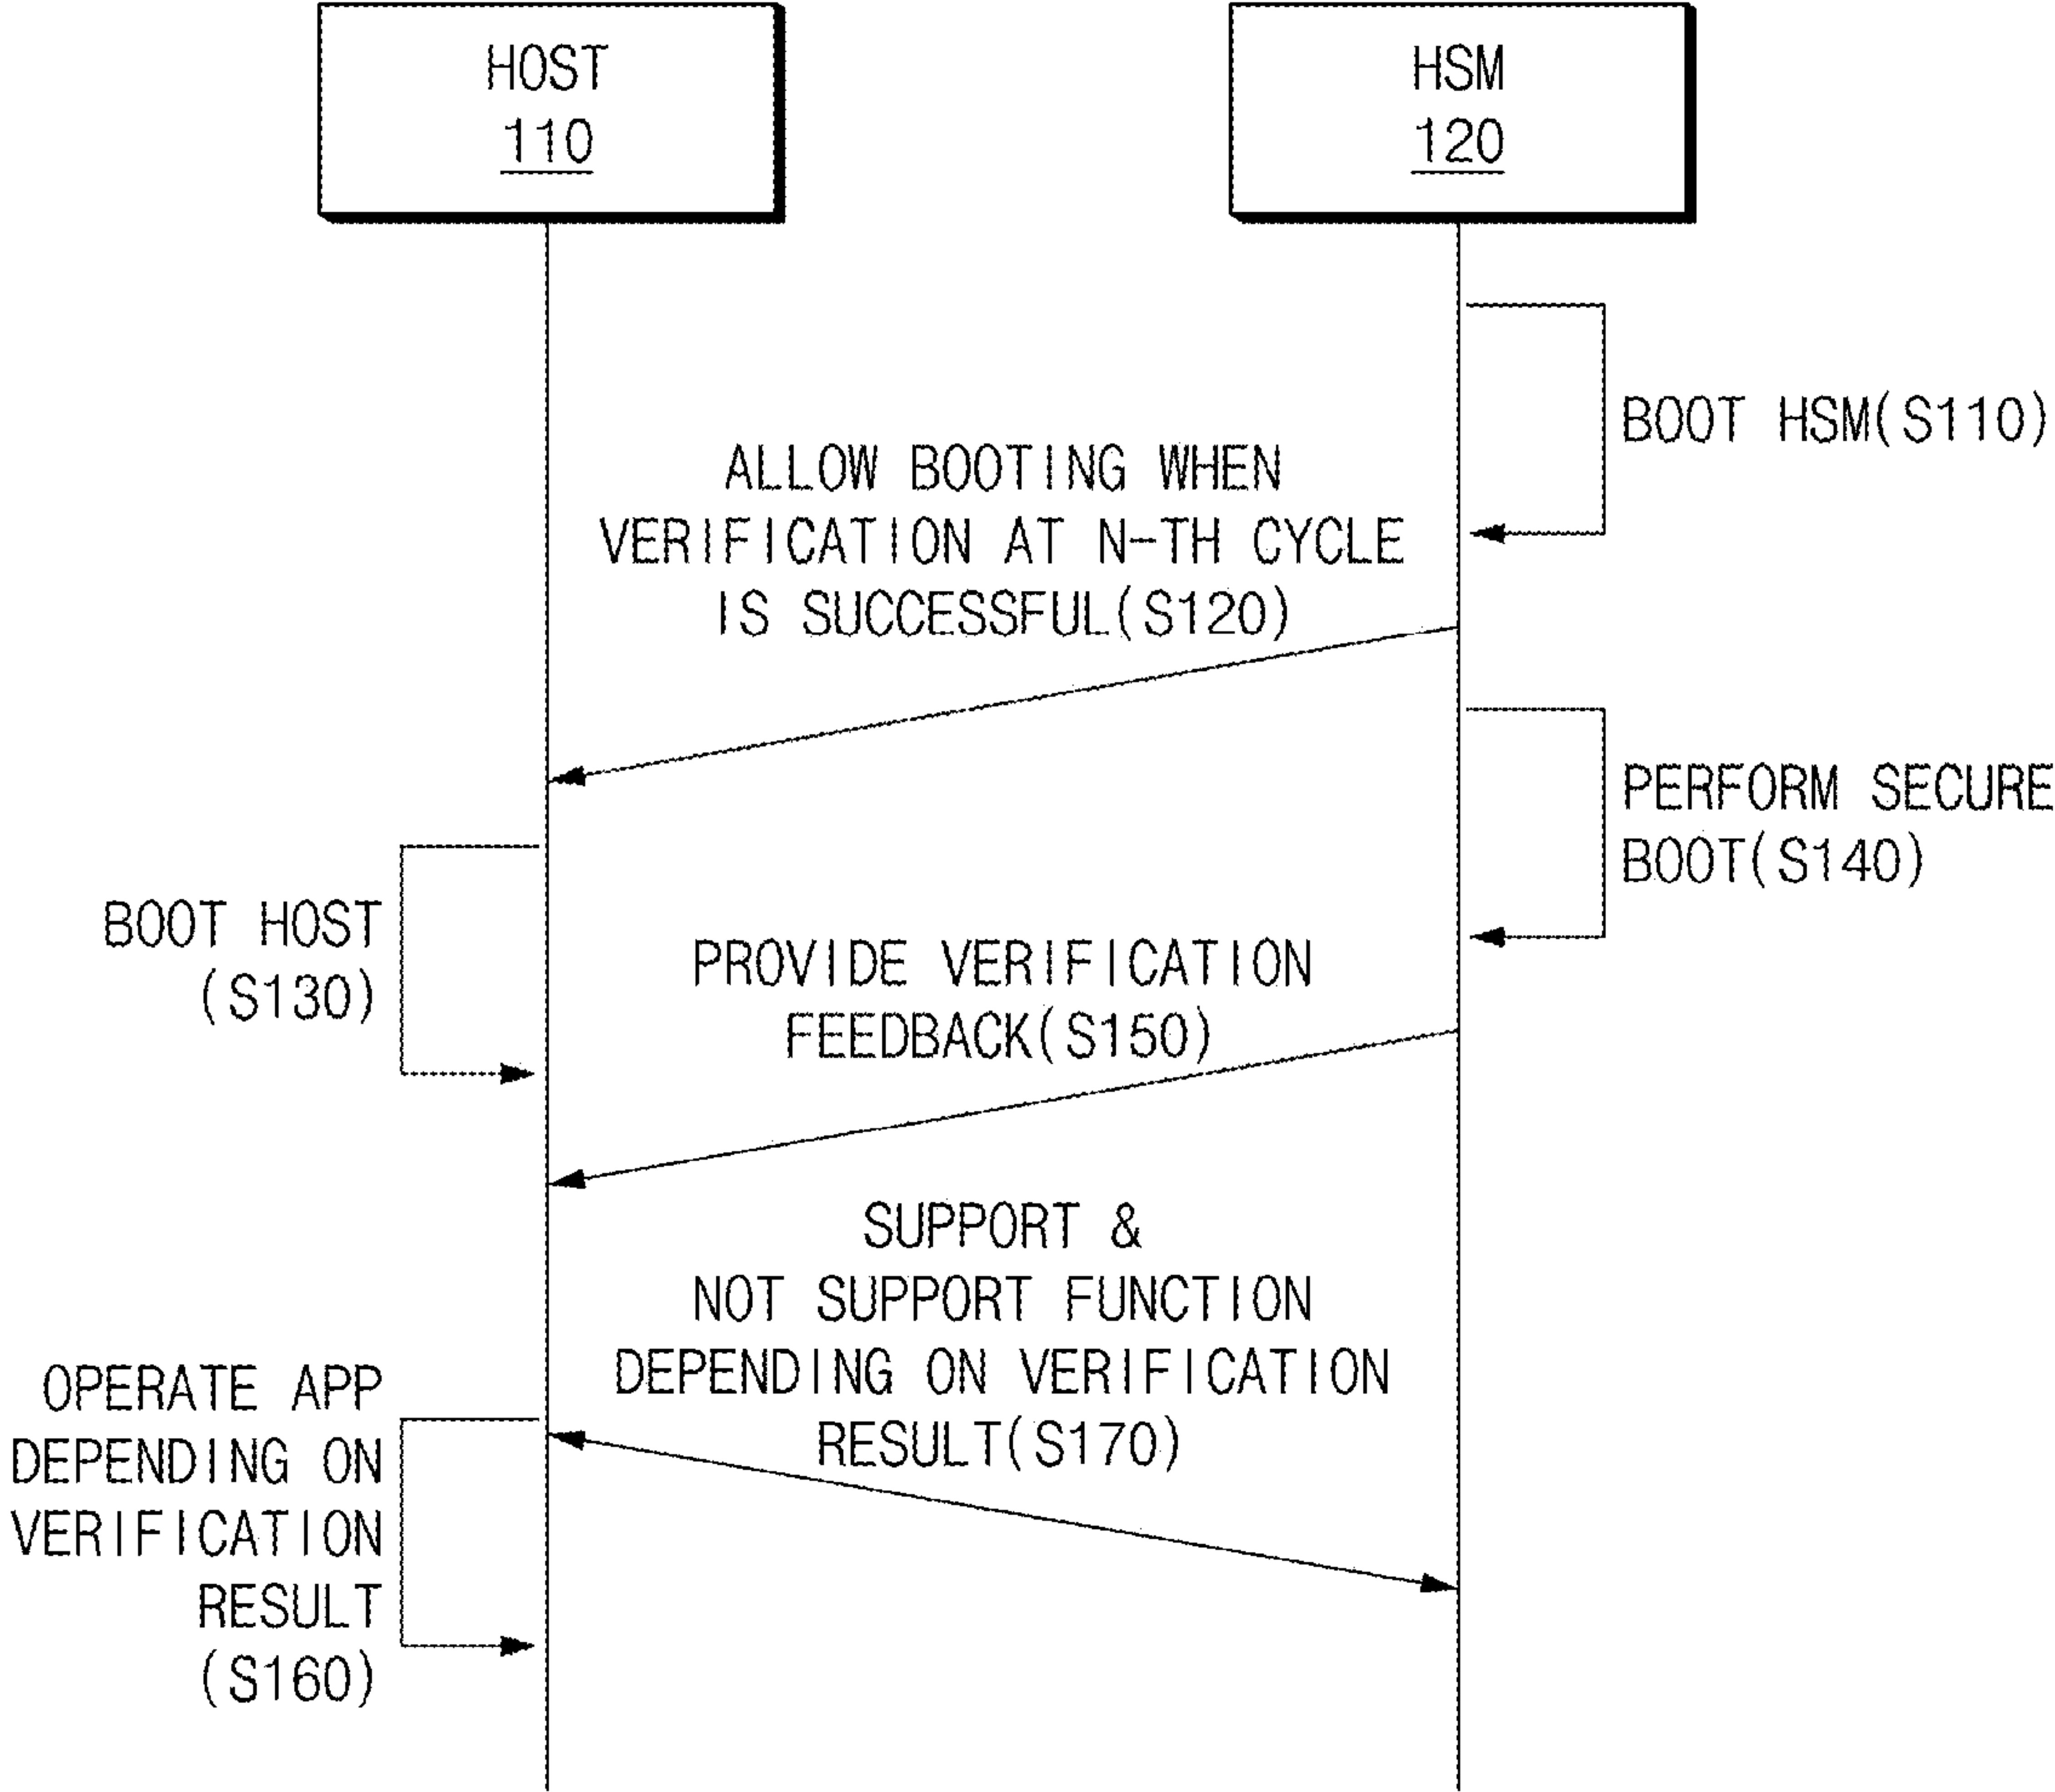 HOST
110
HSM
120
BOOT HSM(S110)
ALLOW BOOTING WHEN
VERIFICATION AT N-TH CYCLE
IS SUCCESSFUL(S120)
PERFORM SECURE
BOOT(S140)
BOOT HOST
(S130)
PROVIDE VERIFICATION
FEEDBACK(S150)
SUPPORT &
NOT SUPPORT FUNCTION
DEPENDING ON VERIFICATION
RESULT(S170)
OPERATE APP
DEPENDING ON
VERIFICATION
RESULT
(S160)